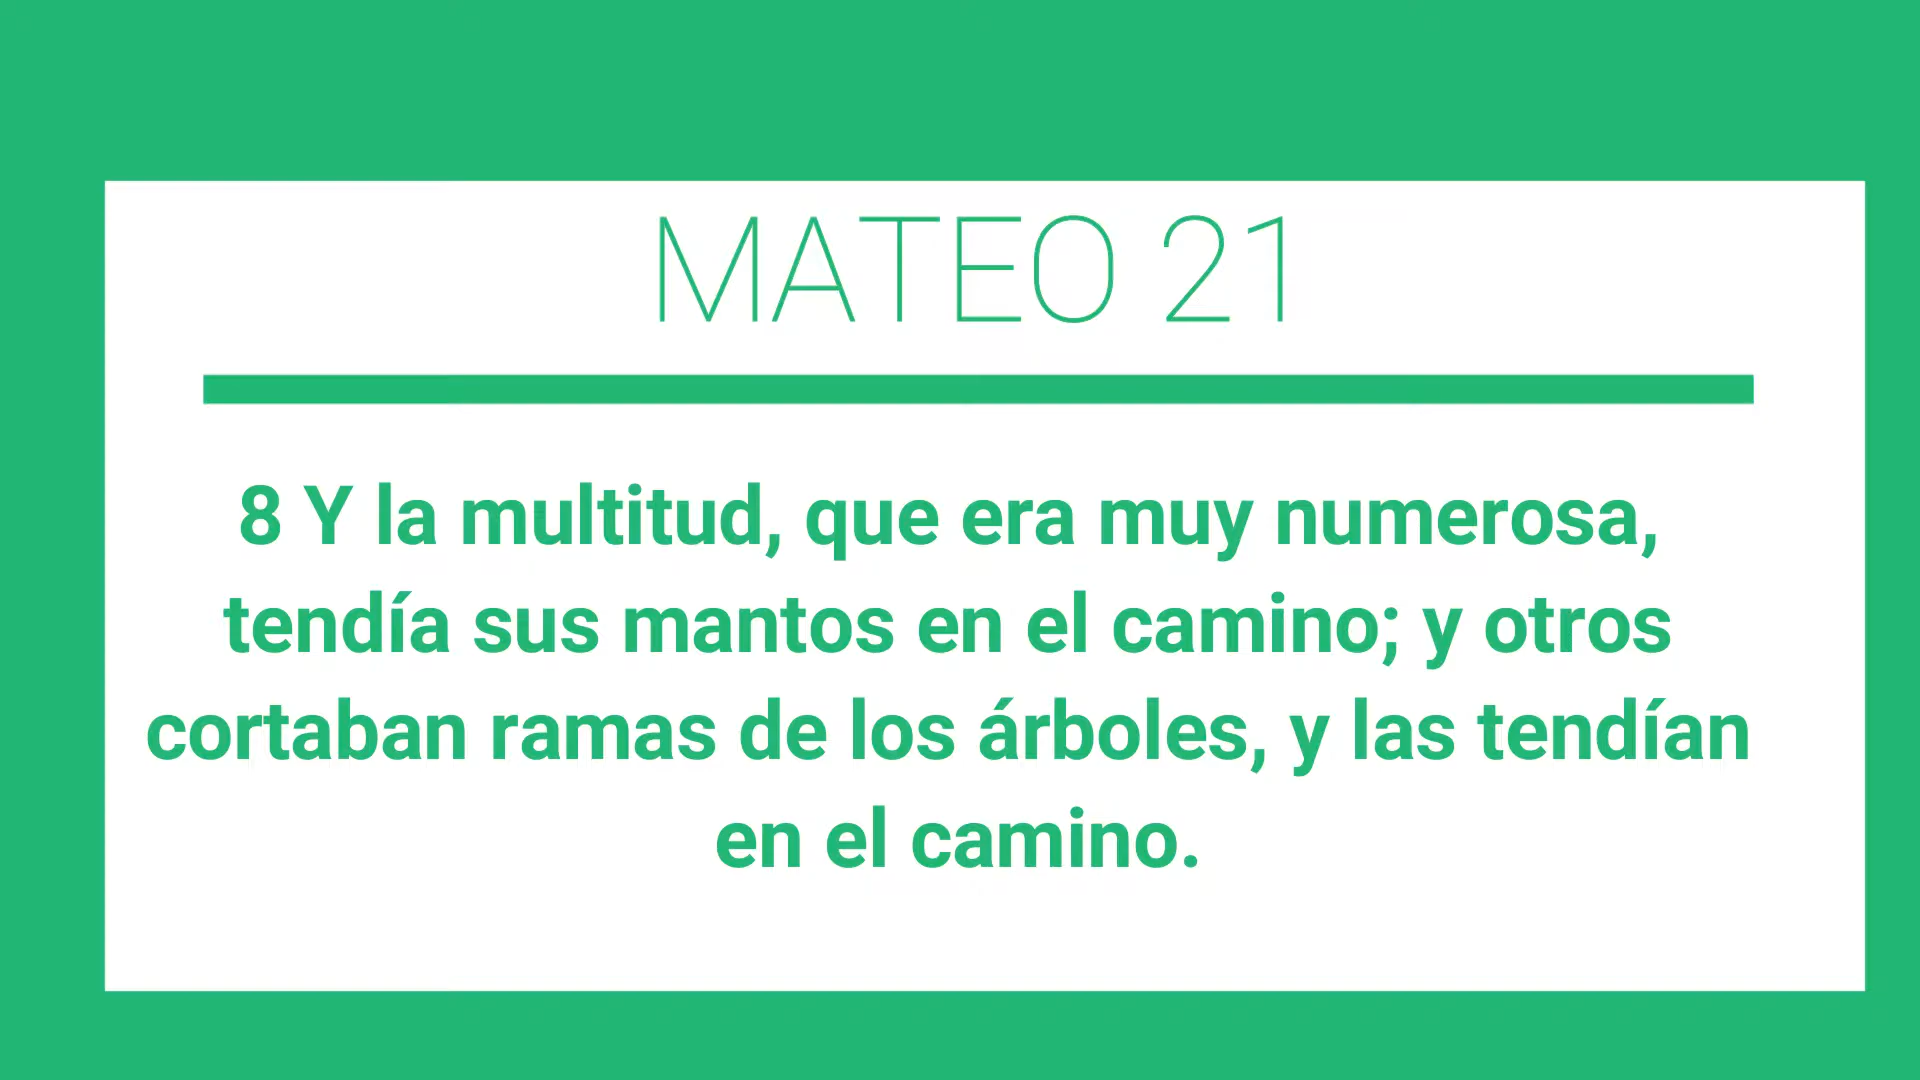 MATEO 21
8 Y la multitud, que era muy numerosa,
tendía sus mantos en el camino; y otros
cortaban ramas de los árboles, y las tendían
en el camino.